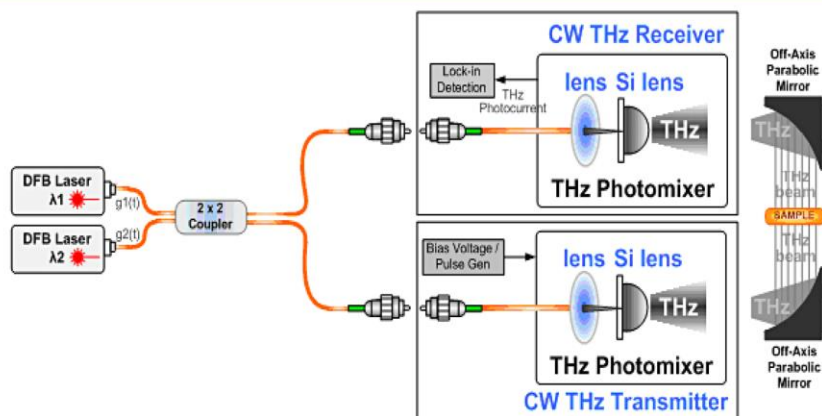 CW THz Receiver
Lock-in
Detection
THz
Photocurrent
lens Si lens
THz
THz Photomixer
Off-Axis
Parabolic
Mirror
THz
THz
beam
SAMPLE
THz
beam
THz
Off-Axis
Parabolic
Mirror
DFB Laser
λ1
g1(t)
2 x 2
Coupler
DFB Laser
λ2
g2(t)
Bias Voltage /
Pulse Gen
lens Si lens
THz
THz Photomixer
CW THz Transmitter